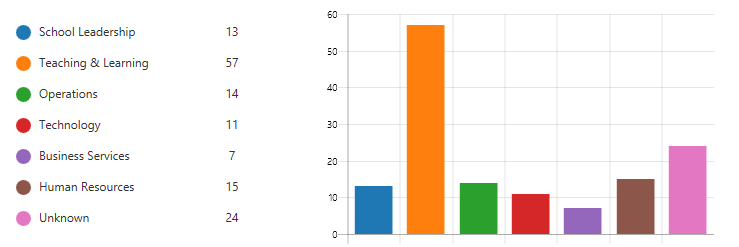 School Leadership 13
Teaching & Learning 57
Operations 14
Technology 11
Business Services 7
Human Resources 15
Unknown 24
60
50
40
30
20
10
0